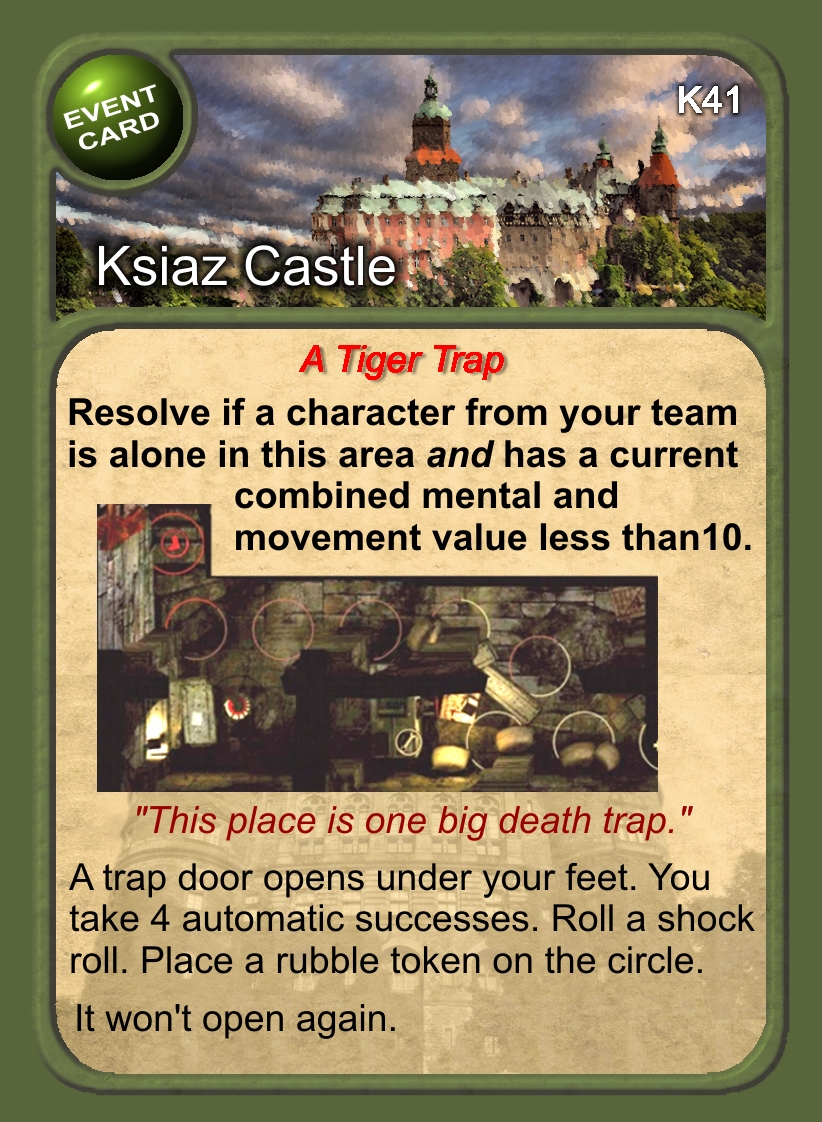 EVENT
CARD
K41
Ksiaz Castle
A Tiger Trap
Resolve if a character from your team
is alone in this area and has a current
combined mental and
movement value less than10.
"This place is one big death trap."
A trap door opens under your feet. You
take 4 automatic successes. Roll a shock
roll. Place a rubble token on the circle.
It won't open again.